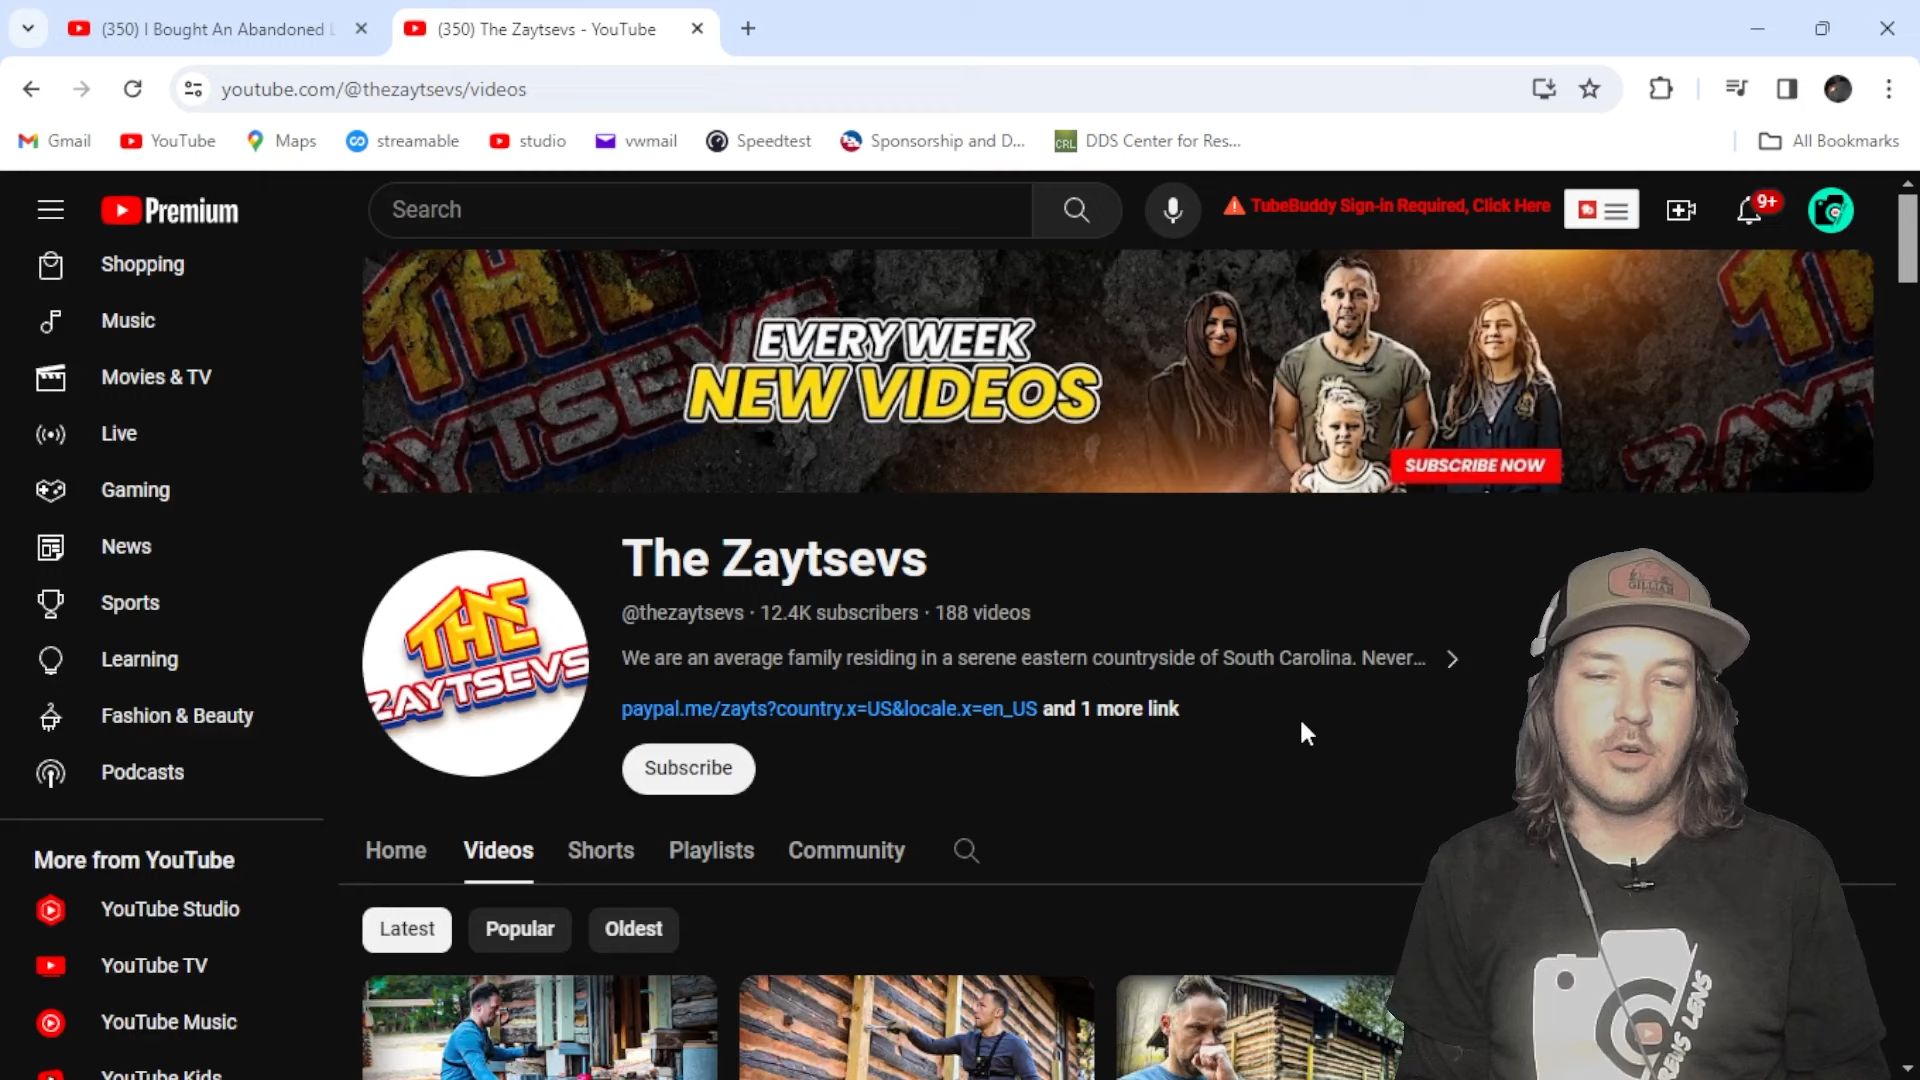 (350) I Bought An Abandoned
(350) The Zaytsevs - YouTube
youtube.com/@thezaytsevs/videos
Gmail
YouTube
Maps
streamable
studio
vwmail
Speedtest
Sponsorship and D...
CRL
DDS Center for Res...
All Bookmarks
Premium
Search
TubeBuddy Sign-in Required, Click Here
9+
Shopping
Music
Movies & TV
Live
Gaming
News
Sports
Learning
Fashion & Beauty
Podcasts
More from YouTube
YouTube Studio
YouTube TV
YouTube Music
YouTube Kids
THE
ZAYTSEVS
EVERY WEEK
NEW VIDEOS
SUBSCRIBE NOW
THE
ZAYTSEVS
The Zaytsevs
@thezaytsevs · 12.4K subscribers · 188 videos
We are an average family residing in a serene eastern countryside of South Carolina. Never...
paypal.me/zayts?country.x=US&locale.x=en_US and 1 more link
Subscribe
Home
Videos
Shorts
Playlists
Community
Latest
Popular
Oldest
GILLIAM
LENS